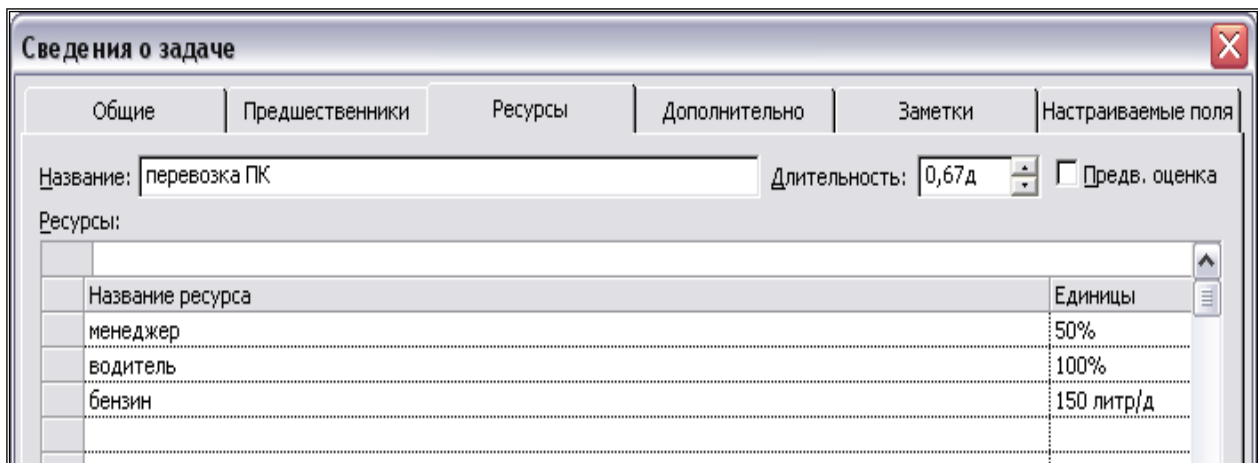 Сведения о задаче
Общие Предшественники Ресурсы Дополнительно Заметки Настраиваемые поля
Название: перевозка ПК Длительность: 0,67д Предв. оценка
Ресурсы:
Название ресурса Единицы
менеджер 50%
водитель 100%
бензин 150 литр/д